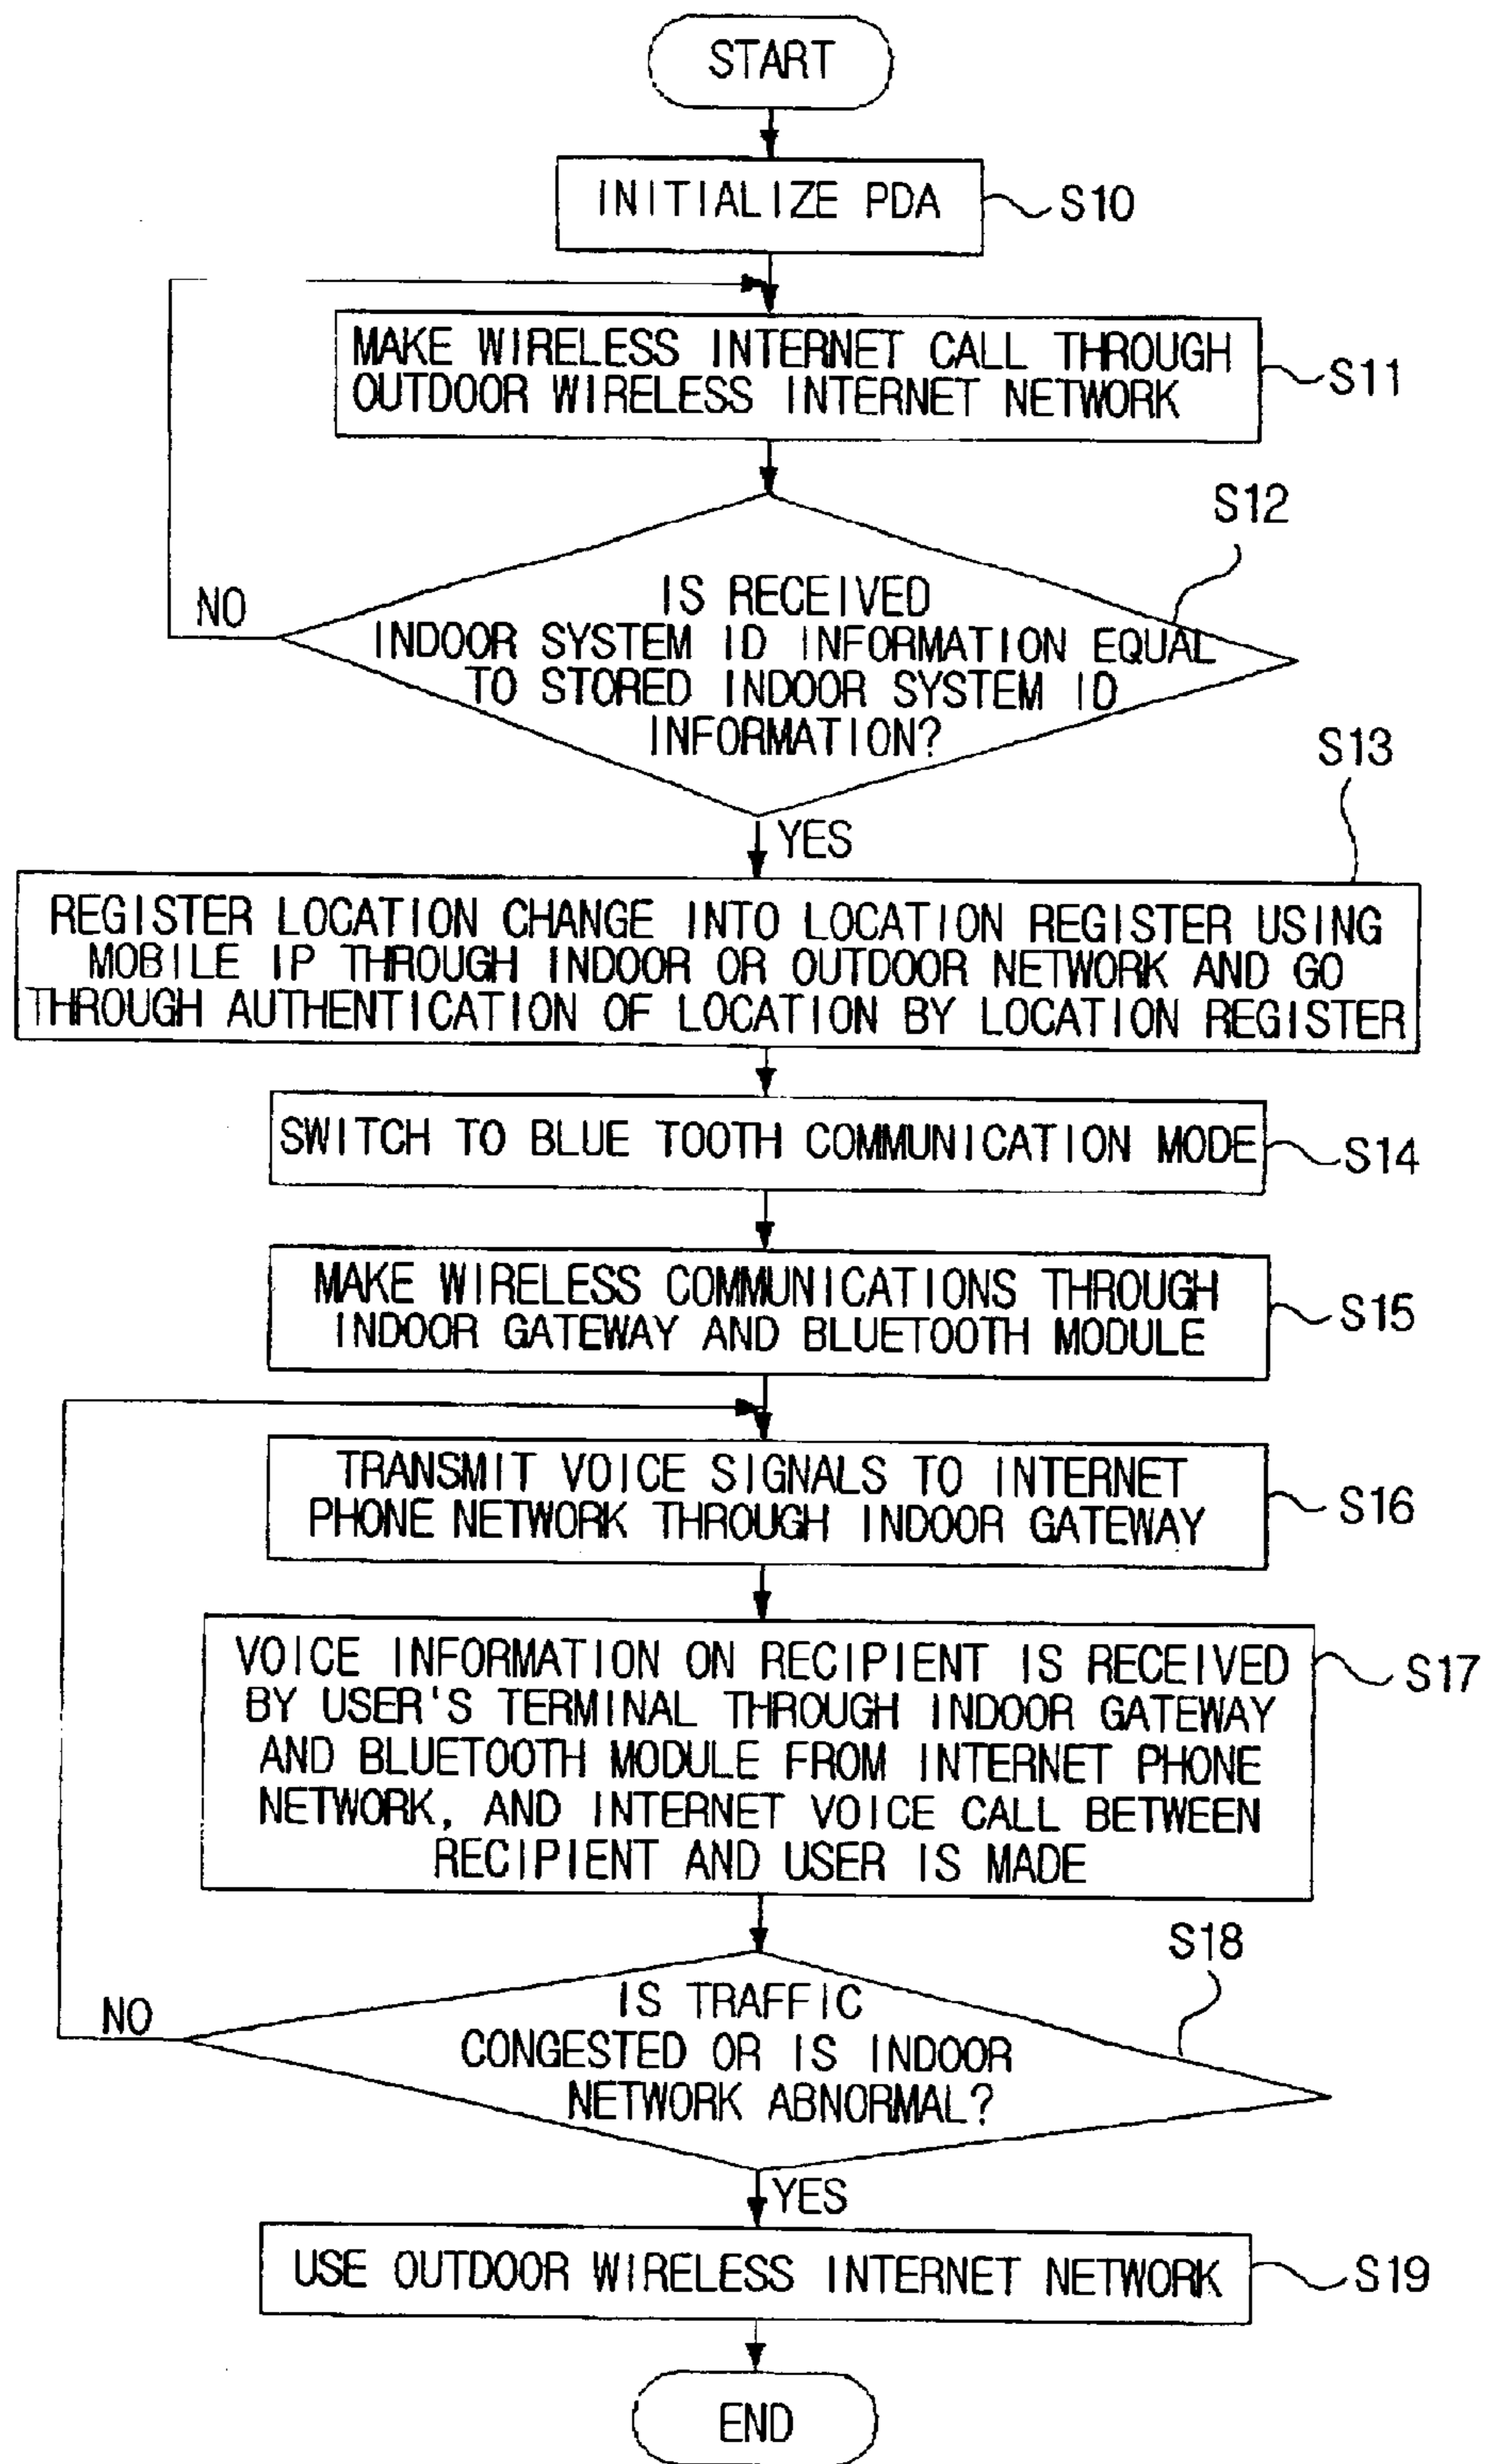 START
INITIALIZE PDA
S10
MAKE WIRELESS INTERNET CALL THROUGH
OUTDOOR WIRELESS INTERNET NETWORK
S11
S12
IS RECEIVED
INDOOR SYSTEM ID INFORMATION EQUAL
TO STORED INDOOR SYSTEM ID
INFORMATION?
NO
YES
S13
REGISTER LOCATION CHANGE INTO LOCATION REGISTER USING
MOBILE IP THROUGH INDOOR OR OUTDOOR NETWORK AND GO
THROUGH AUTHENTICATION OF LOCATION BY LOCATION REGISTER
SWITCH TO BLUE TOOTH COMMUNICATION MODE
S14
MAKE WIRELESS COMMUNICATIONS THROUGH
INDOOR GATEWAY AND BLUETOOTH MODULE
S15
TRANSMIT VOICE SIGNALS TO INTERNET
PHONE NETWORK THROUGH INDOOR GATEWAY
S16
VOICE INFORMATION ON RECIPIENT IS RECEIVED
BY USER'S TERMINAL THROUGH INDOOR GATEWAY
AND BLUETOOTH MODULE FROM INTERNET PHONE
NETWORK, AND INTERNET VOICE CALL BETWEEN
RECIPIENT AND USER IS MADE
S17
S18
IS TRAFFIC
CONGESTED OR IS INDOOR
NETWORK ABNORMAL?
NO
YES
USE OUTDOOR WIRELESS INTERNET NETWORK
S19
END